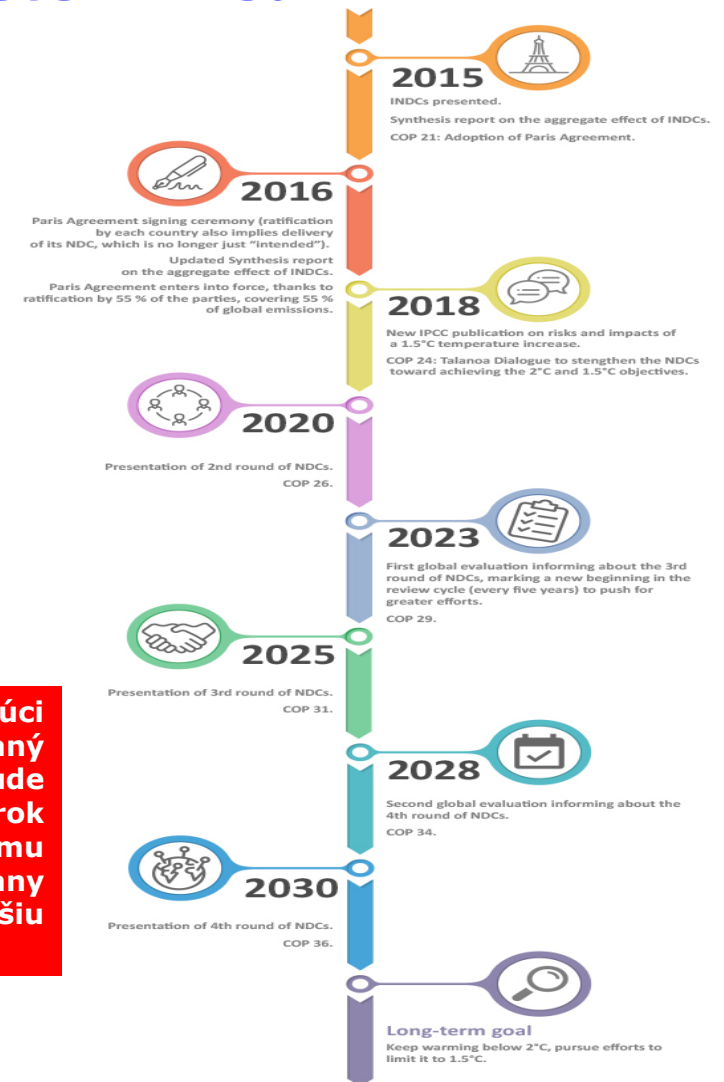 2015
INDCs presented.
Synthesis report on the aggregate effect of INDCs.
COP 21: Adoption of Paris Agreement.
2016
Paris Agreement signing ceremony (ratification
by each country also implies delivery
of its NDC, which is no longer just “intended”).
Updated Synthesis report
on the aggregate effect of INDCs.
Paris Agreement enters into force, thanks to
ratification by 55 % of the parties, covering 55 %
of global emissions.
2018
New IPCC publication on risks and impacts of
a 1.5°C temperature increase.
COP 24: Talanoa Dialogue to stengthen the NDCs
toward achieving the 2°C and 1.5°C objectives.
2020
Presentation of 2nd round of NDCs.
COP 26.
2023
First global evaluation informing about the 3rd
round of NDCs, marking a new beginning in the
review cycle (every five years) to push for
greater efforts.
COP 29.
2025
Presentation of 3rd round of NDCs.
COP 31.
úci
aný
ude
rok
mu
any
šiu
2028
Second global evaluation informing about the
4th round of NDCs.
COP 34.
2030
Presentation of 4th round of NDCs.
COP 36.
Long-term goal
Keep warming below 2°C, pursue efforts to
limit it to 1.5°C.